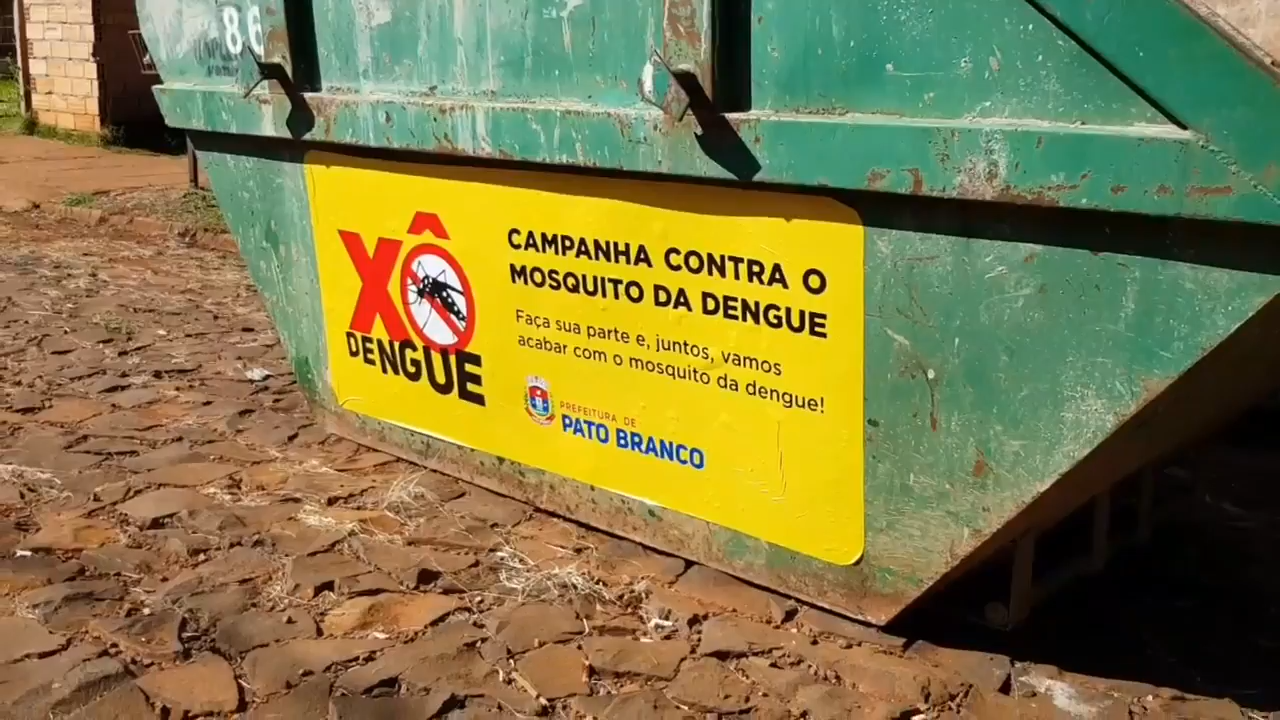 86
XÔ
DENGUE
CAMPANHA CONTRA O
MOSQUITO DA DENGUE
Faça sua parte e, juntos, vamos
acabar com o mosquito da dengue!
PREFEITURA DE
PATO BRANCO